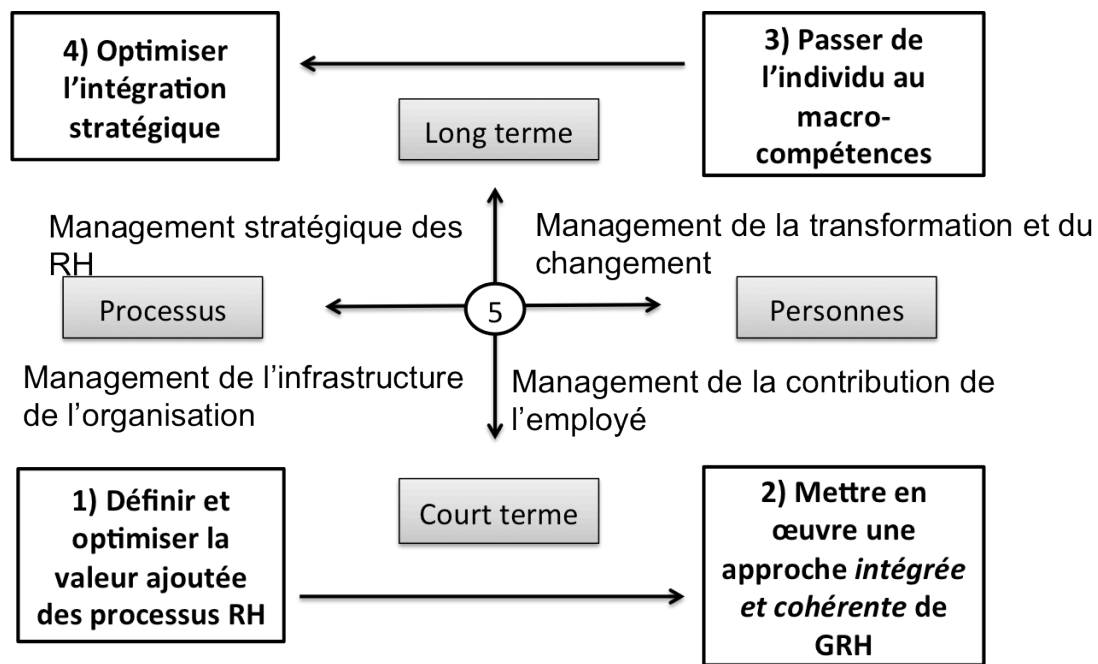 4) Optimiser
l’intégration
stratégique
3) Passer de
l’individu au
macro-
compétences
Long terme
Management stratégique des
RH
Management de la transformation et du
changement
Processus
5
Personnes
Management de l’infrastructure
de l’organisation
Management de la contribution de
l’employé
1) Définir et
optimiser la
valeur ajoutée
des processus RH
Court terme
2) Mettre en
œuvre une
approche intégrée
et cohérente de
GRH